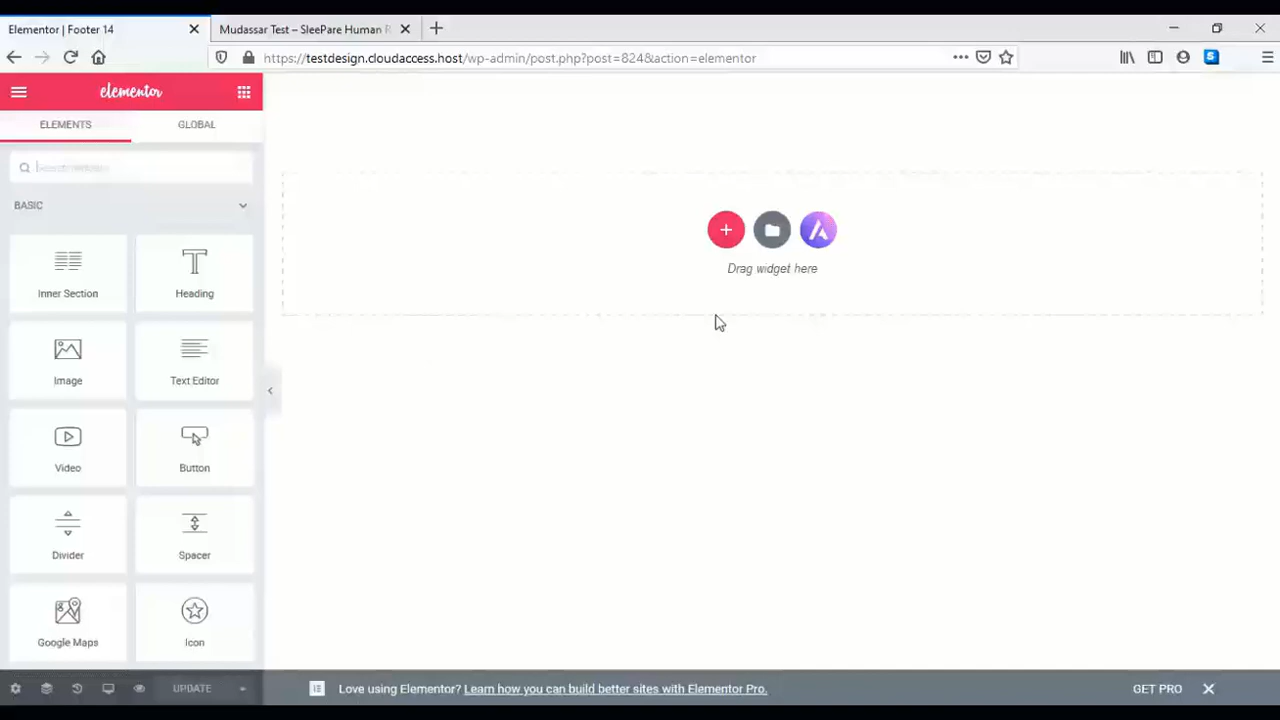 Elementor | Footer 14
Mudassar Test – SleePare Human R
https://testdesign.cloudaccess.host/wp-admin/post.php?post=824&action=elementor
elementor
ELEMENTS
GLOBAL
BASIC
Inner Section
Heading
Image
Text Editor
Video
Button
Divider
Spacer
Google Maps
Icon
Drag widget here
UPDATE
Love using Elementor? Learn how you can build better sites with Elementor Pro.
GET PRO